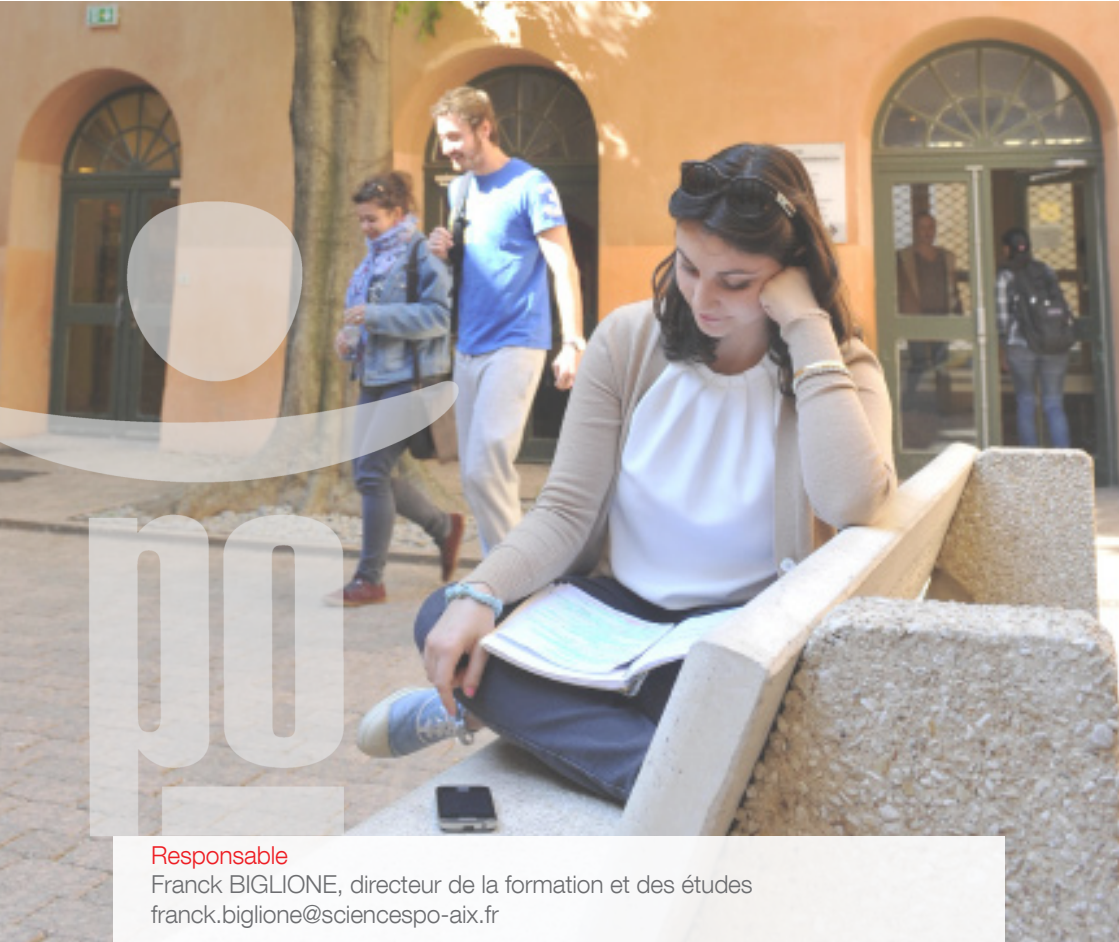 po
Responsable
Franck BIGLIONE, directeur de la formation et des études
franck.biglione@sciencespo-aix.fr